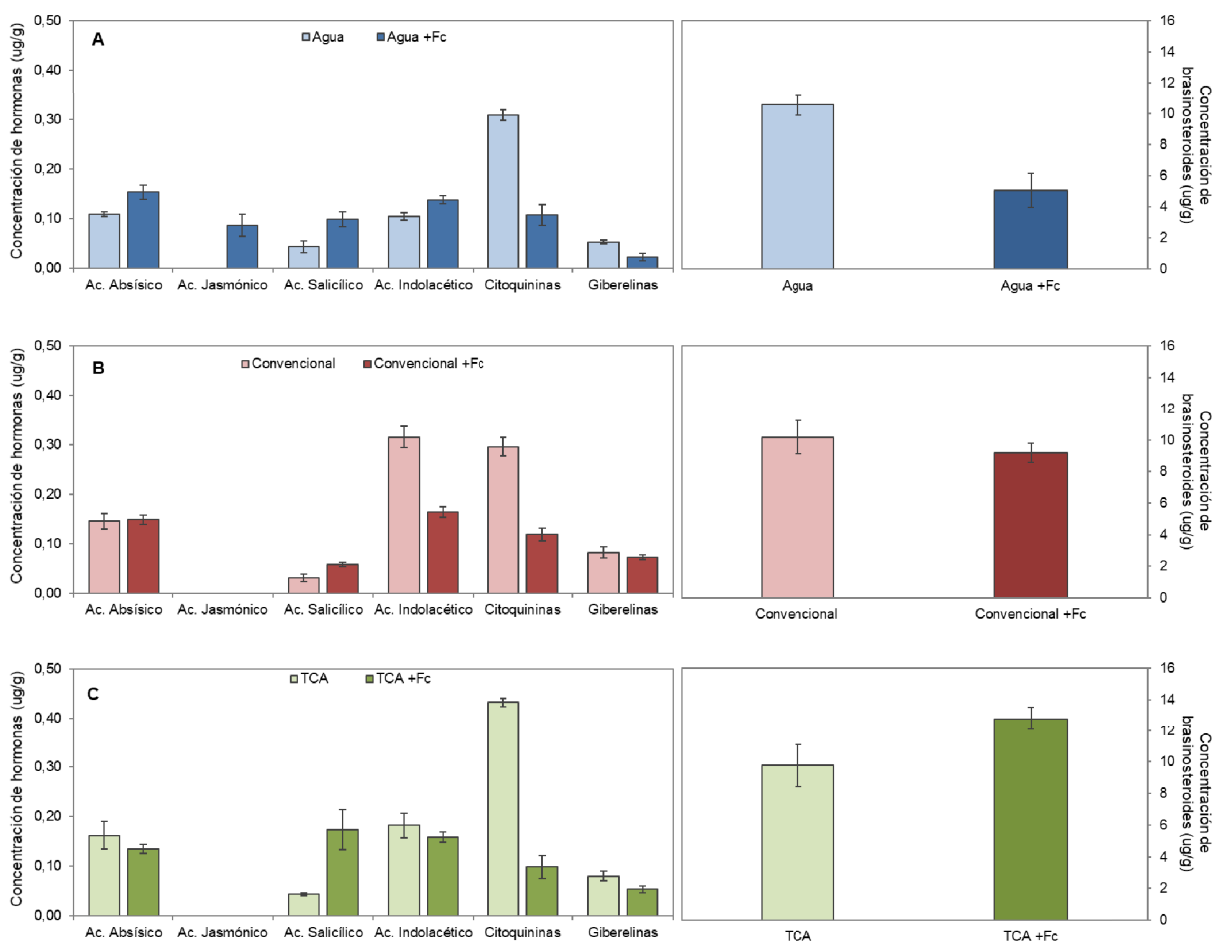 A
Agua
Agua +Fc
Concentración de hormonas (ug/g)
0,50
0,40
0,30
0,20
0,10
0,00
Ac. Absísico
Ac. Jasmónico
Ac. Salicílico
Ac. Indolacético
Citoquininas
Giberelinas
16
14
12
10
8
6
4
2
0
Concentración de
brasinosteroides (ug/g)
Agua
Agua +Fc
B
Convencional
Convencional +Fc
Concentración de hormonas (ug/g)
0,50
0,40
0,30
0,20
0,10
0,00
Ac. Absísico
Ac. Jasmónico
Ac. Salicílico
Ac. Indolacético
Citoquininas
Giberelinas
16
14
12
10
8
6
4
2
0
Concentración de
brasinosteroides (ug/g)
Convencional
Convencional +Fc
C
TCA
TCA +Fc
Concentración de hormonas (ug/g)
0,50
0,40
0,30
0,20
0,10
0,00
Ac. Absísico
Ac. Jasmónico
Ac. Salicílico
Ac. Indolacético
Citoquininas
Giberelinas
16
14
12
10
8
6
4
2
0
Concentración de
brasinosteroides (ug/g)
TCA
TCA +Fc